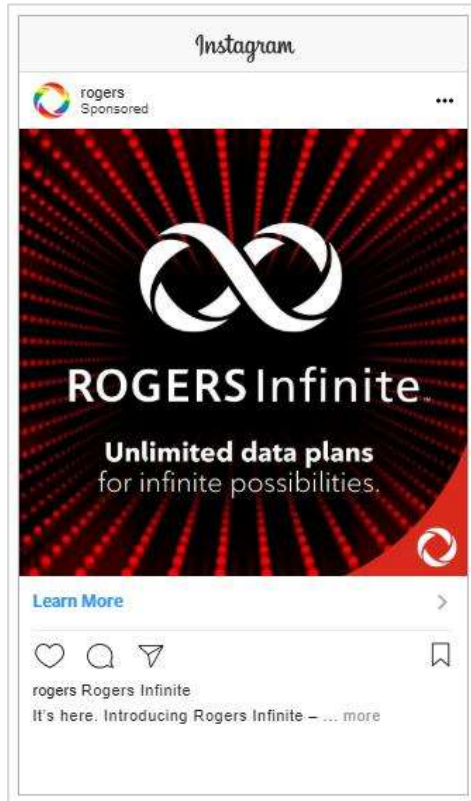 Instagram
rogers
Sponsored
ROGERS Infinite™
Unlimited data plans
for infinite possibilities.
Learn More
rogers Rogers Infinite
It's here. Introducing Rogers Infinite – ... more